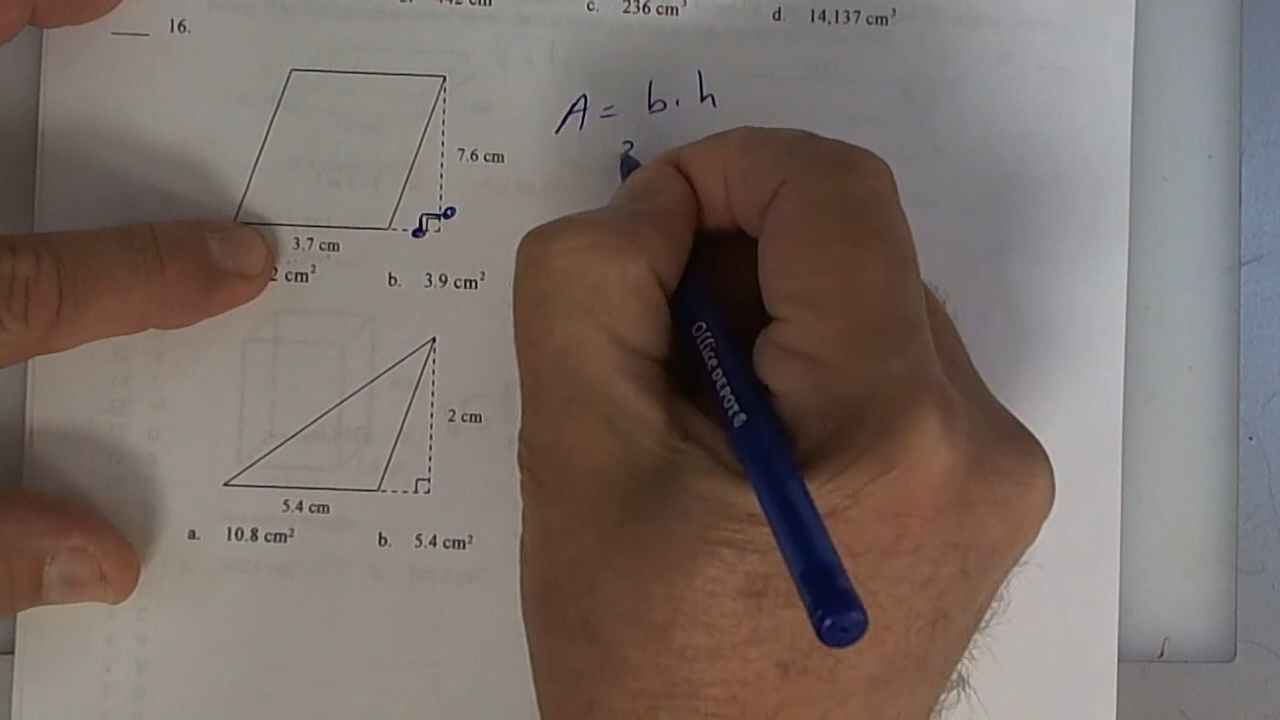 c. 236 cm³
d. 14,137 cm³
16.
A = b . h
7.6 cm
3.7 cm
2 cm²
b. 3.9 cm²
Office DEPOT
2 cm
5.4 cm
a. 10.8 cm²
b. 5.4 cm²